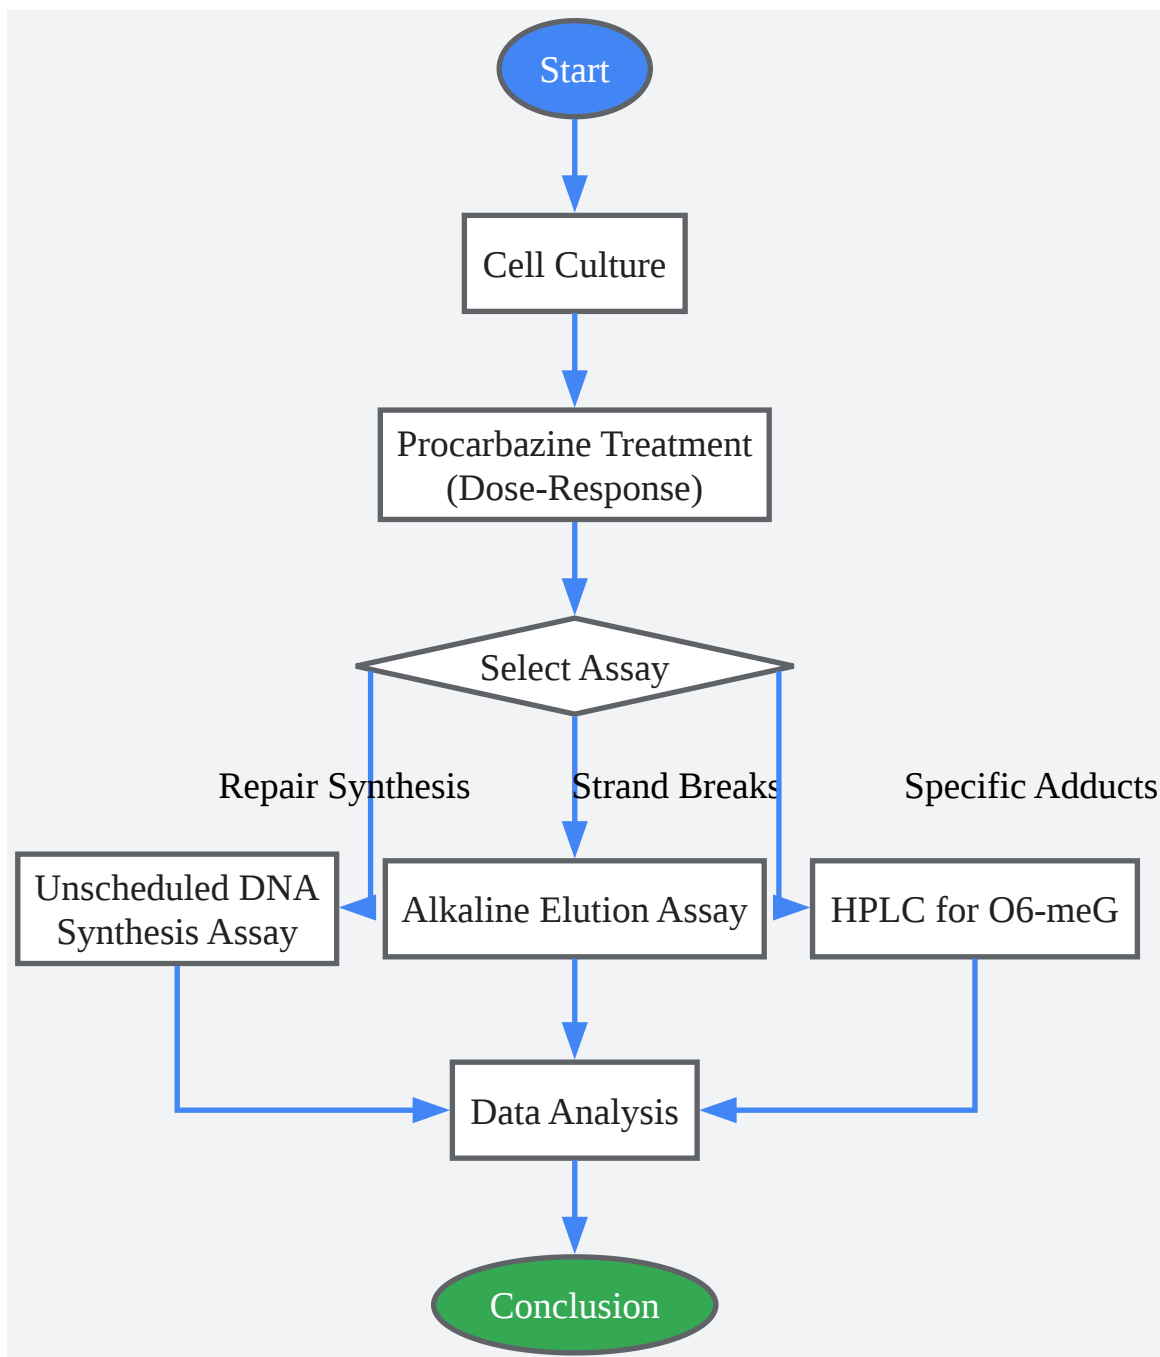 Start
Cell Culture
Procarbazine Treatment
(Dose-Response)
Select Assay
Repair Synthesis
Strand Breaks
Specific Adducts
Unscheduled DNA
Synthesis Assay
Alkaline Elution Assay
HPLC for O6-meG
Data Analysis
Conclusion